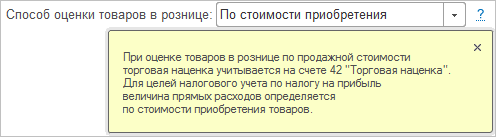 Способ оценки товаров в рознице: По стоимости приобретения ?
При оценке товаров в рознице по продажной стоимости
торговая наценка учитывается на счете 42 "Торговая наценка".
Для целей налогового учета по налогу на прибыль
величина прямых расходов определяется
по стоимости приобретения товаров.